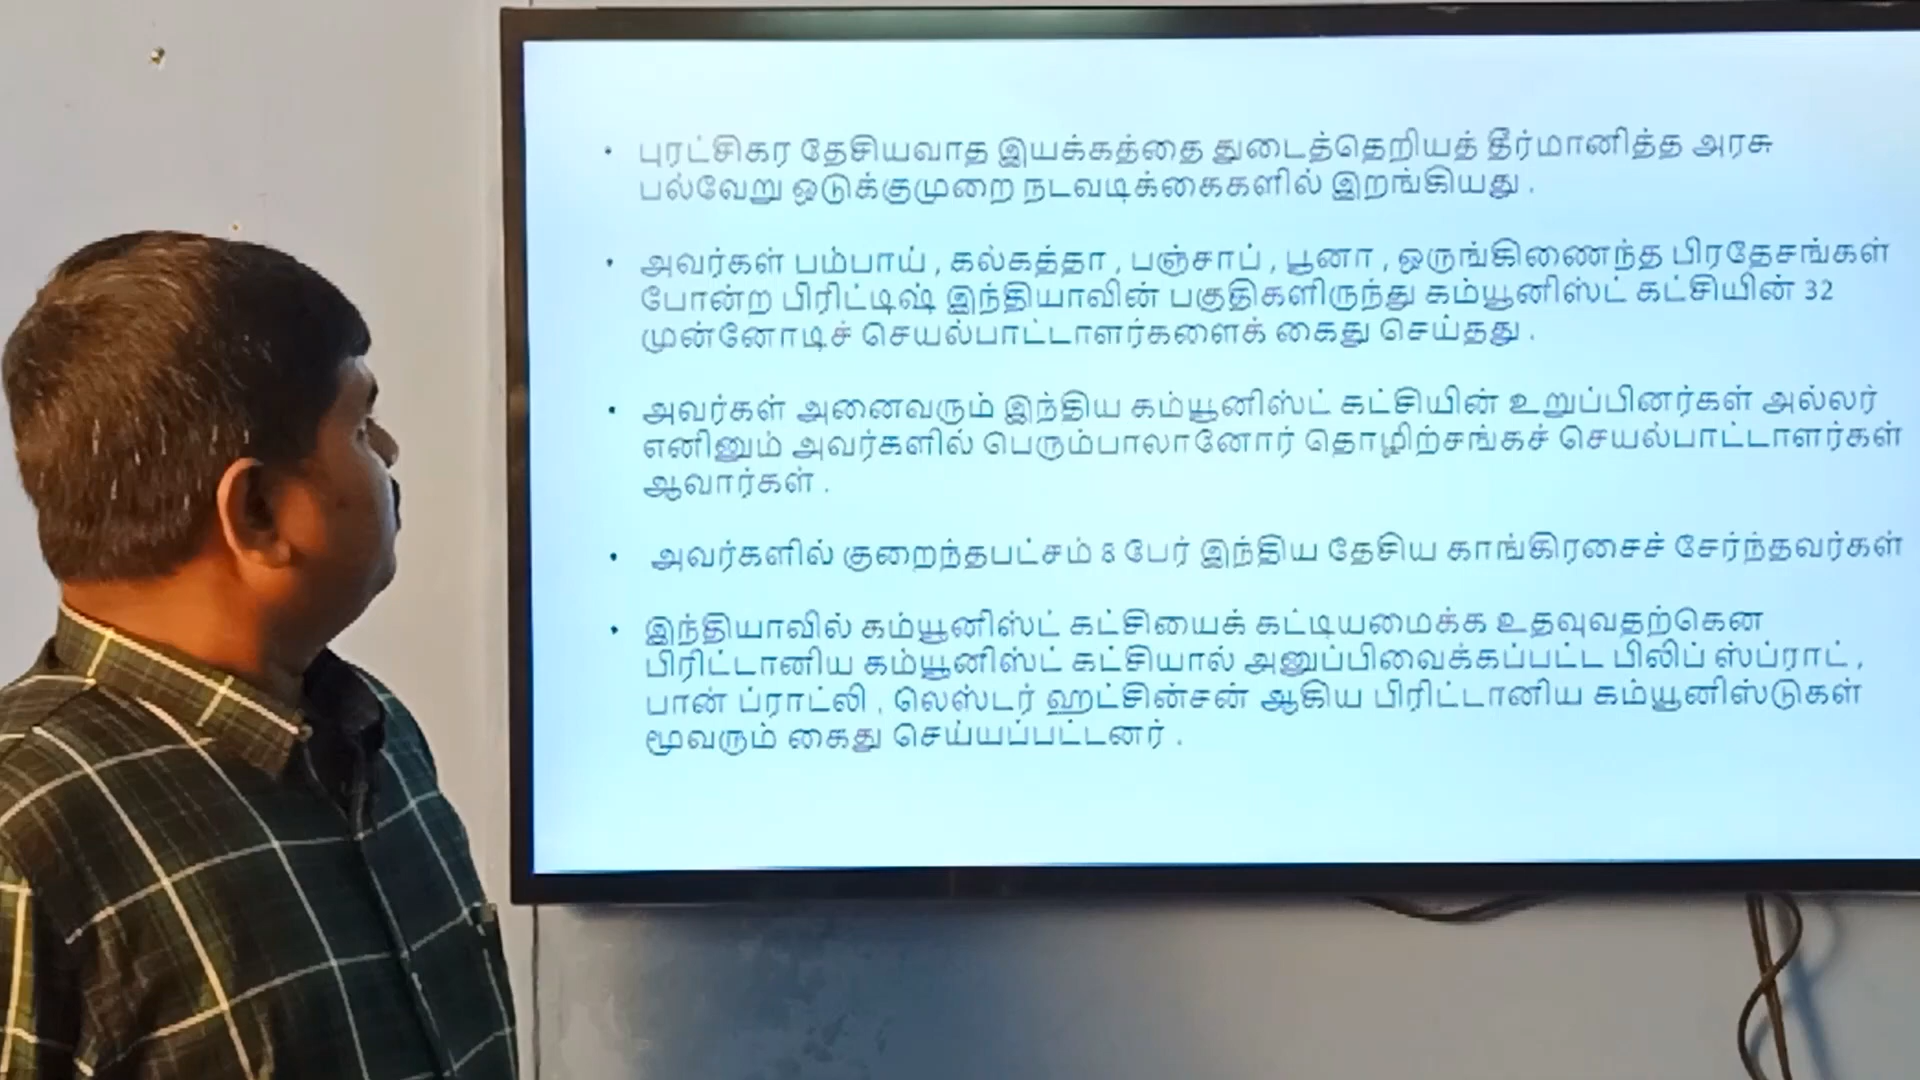 • புரட்சிகர தேசியவாத இயக்கத்தை துடைத்தெறியத் தீர்மானித்த அரசு
பல்வேறு ஒடுக்குமுறை நடவடிக்கைகளில் இறங்கியது .
• அவர்கள் பம்பாய் , கல்கத்தா , பஞ்சாப் , பூனா , ஒருங்கிணைந்த பிரதேசங்கள்
போன்ற பிரிட்டிஷ் இந்தியாவின் பகுதிகளிருந்து கம்யூனிஸ்ட் கட்சியின் 32
முன்னோடிச் செயல்பாட்டாளர்களைக் கைது செய்தது .
• அவர்கள் அனைவரும் இந்திய கம்யூனிஸ்ட் கட்சியின் உறுப்பினர்கள் அல்லர்
எனினும் அவர்களில் பெரும்பாலானோர் தொழிற்சங்கச் செயல்பாட்டாளர்கள்
ஆவார்கள் .
• அவர்களில் குறைந்தபட்சம் 8 பேர் இந்திய தேசிய காங்கிரசைச் சேர்ந்தவர்கள்
• இந்தியாவில் கம்யூனிஸ்ட் கட்சியைக் கட்டியமைக்க உதவுவதற்கென
பிரிட்டானிய கம்யூனிஸ்ட் கட்சியால் அனுப்பிவைக்கப்பட்ட பிலிப் ஸ்ப்ராட் ,
பான் ப்ராட்லி , லெஸ்டர் ஹட்சின்சன் ஆகிய பிரிட்டானிய கம்யூனிஸ்டுகள்
மூவரும் கைது செய்யப்பட்டனர் .